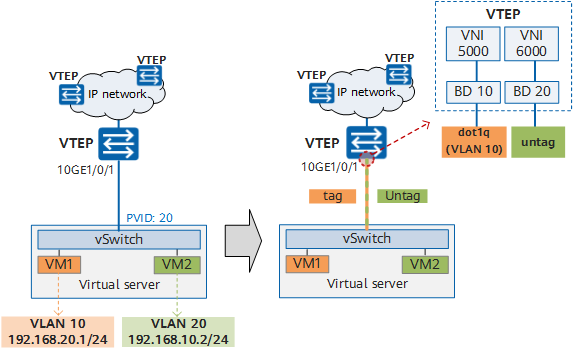 VTEP
VTEP
IP network
VTEP
10GE1/0/1
PVID: 20
vSwitch
VM1
VM2
Virtual server
VLAN 10
192.168.20.1/24
VLAN 20
192.168.10.2/24
VTEP
VTEP
IP network
VTEP
10GE1/0/1
tag
Untag
vSwitch
VM1
VM2
Virtual server
VTEP
VNI
5000
VNI
6000
BD 10
BD 20
dot1q
(VLAN 10)
untag